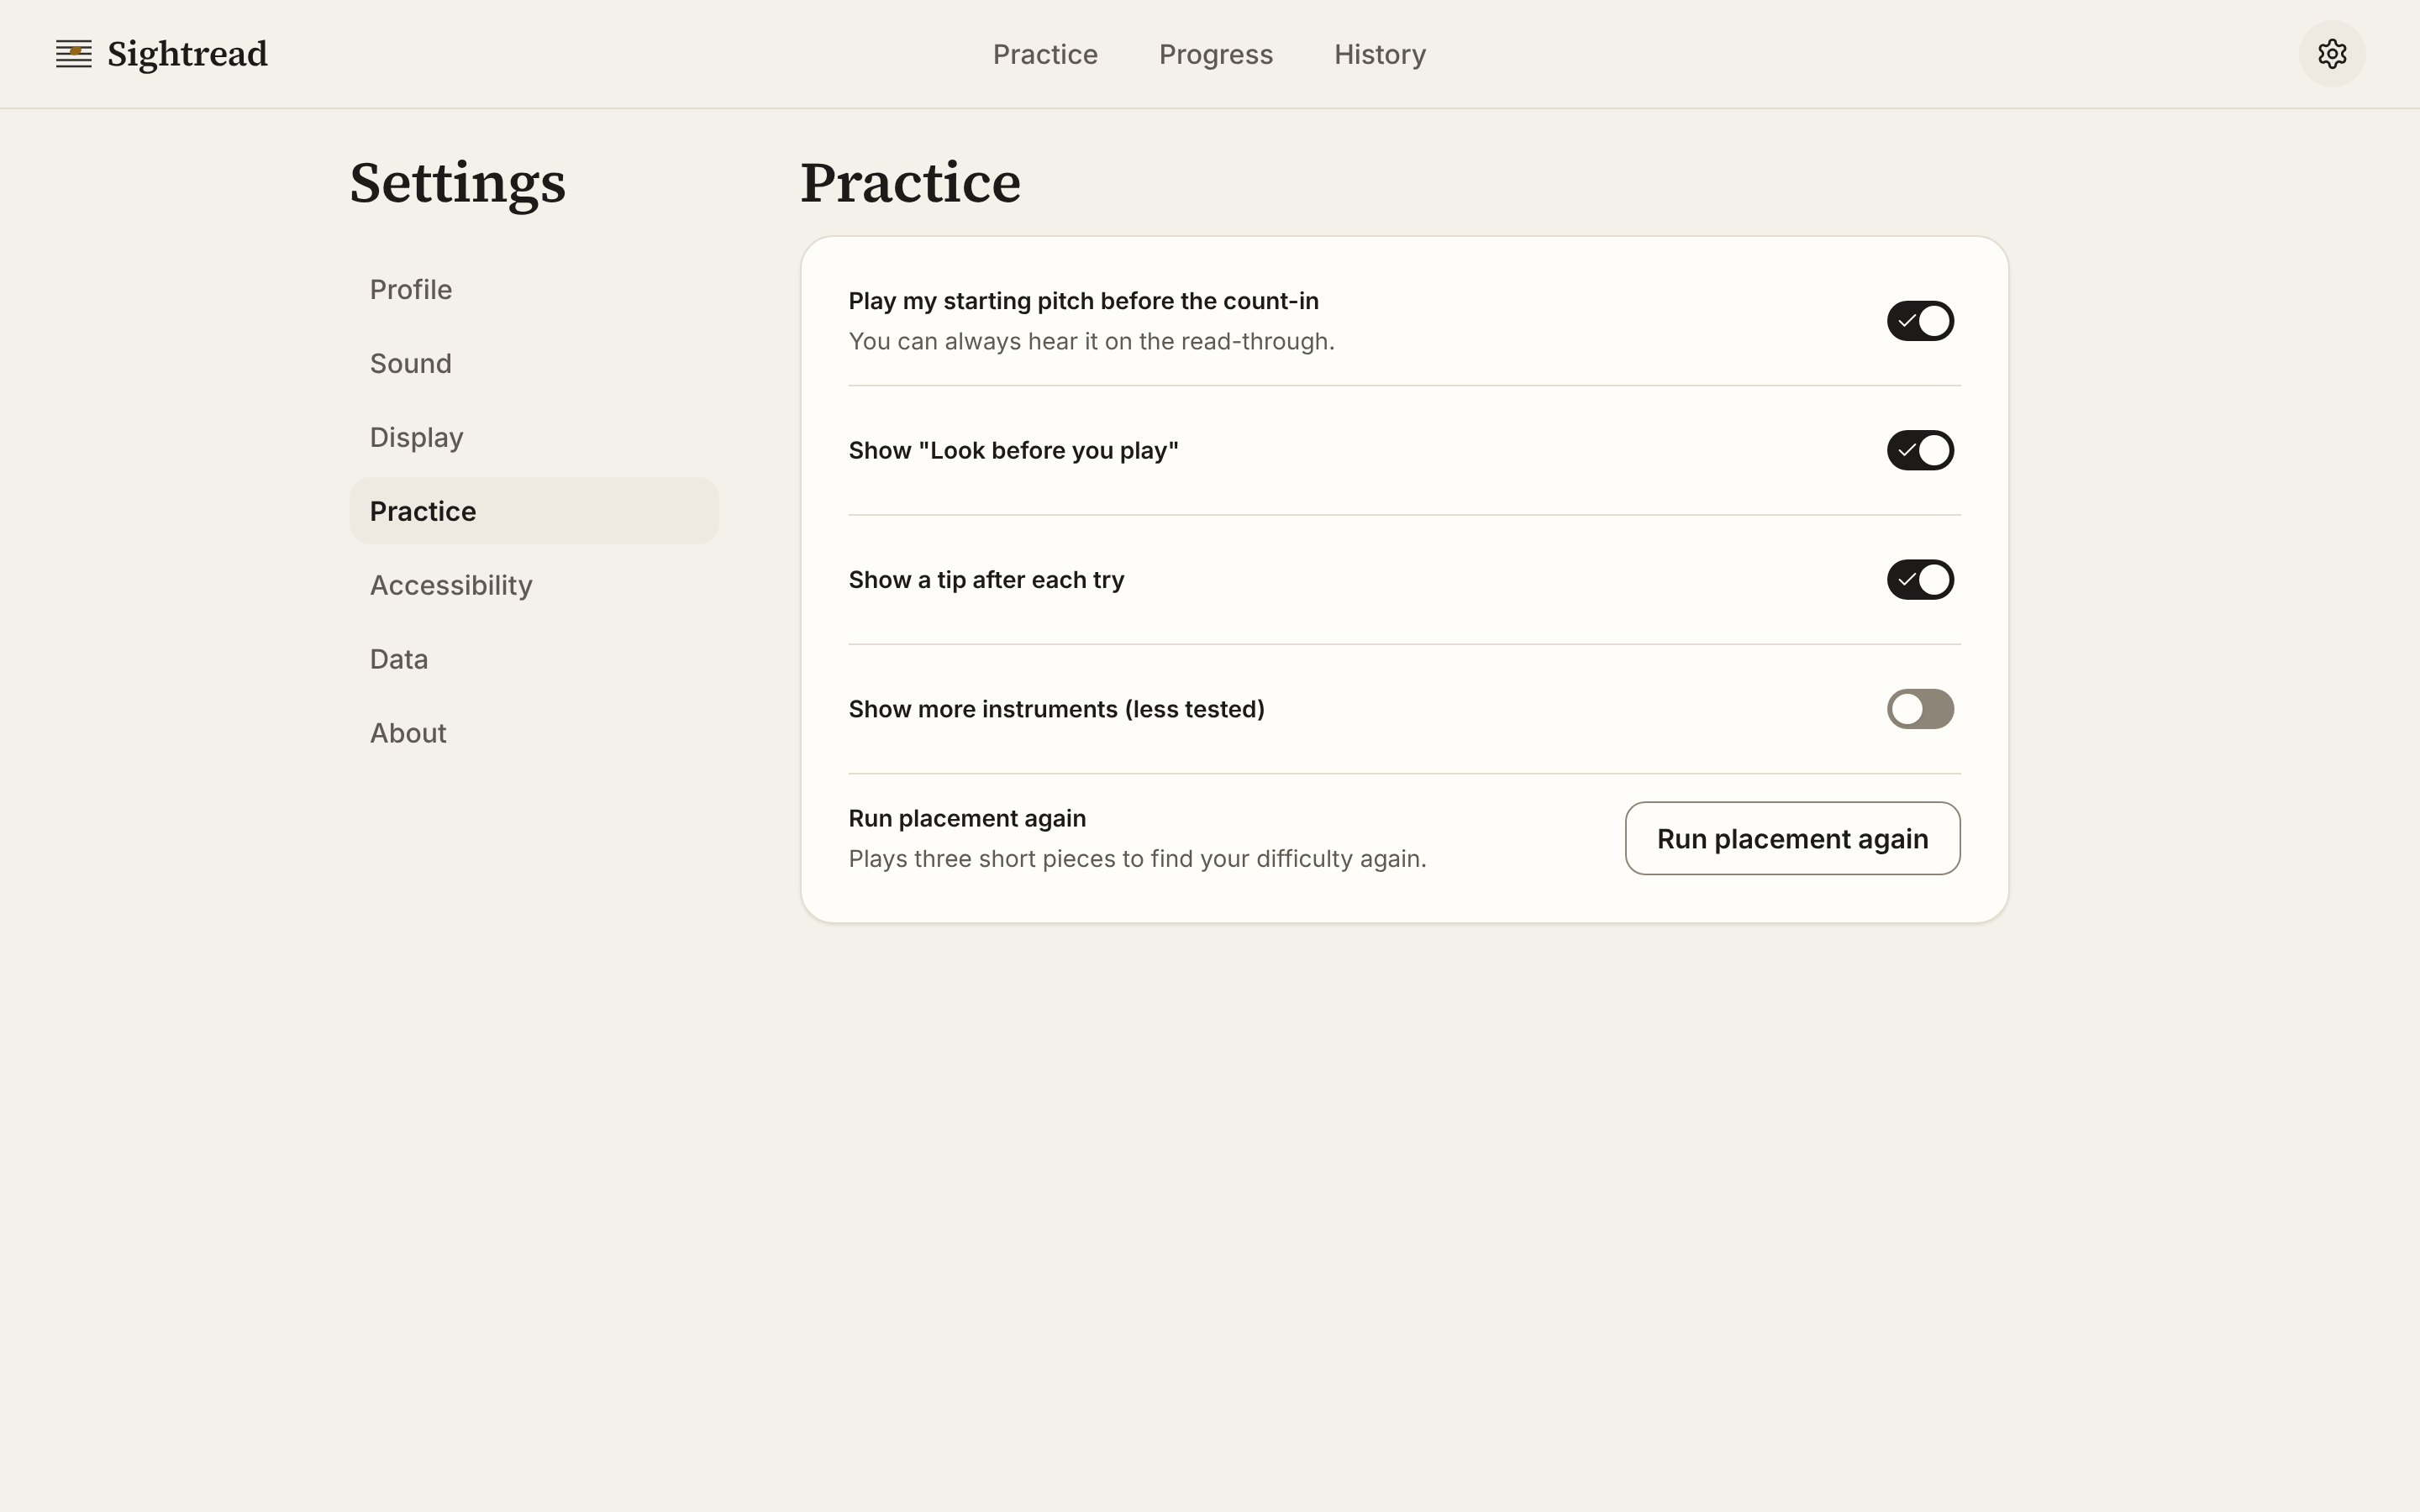 Sightread
Practice
Progress
History
Settings
Profile
Sound
Display
Practice
Accessibility
Data
About
Practice
Play my starting pitch before the count-in
You can always hear it on the read-through.
Show "Look before you play"
Show a tip after each try
Show more instruments (less tested)
Run placement again
Plays three short pieces to find your difficulty again.
Run placement again